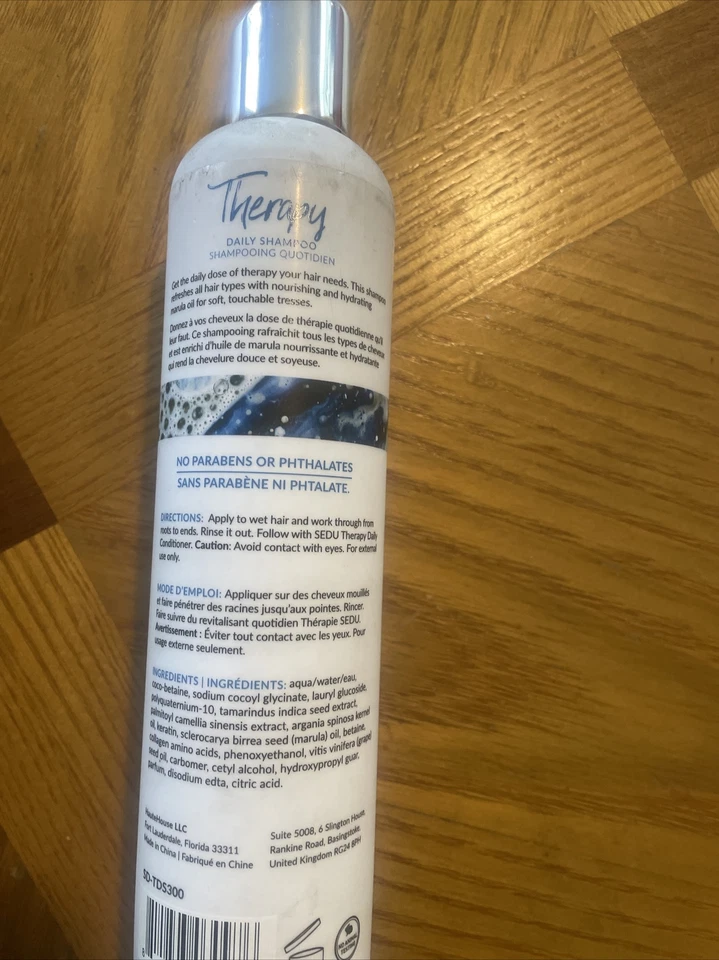 Therapy
DAILY SHAMPOO
SHAMPOOING QUOTIDIEN
Get the daily dose of therapy your hair needs. This shampoo
refreshes all hair types with nourishing and hydrating
marula oil for soft, touchable tresses.
Donnez à vos cheveux la dose de thérapie quotidienne qu'il
leur faut. Ce shampooing rafraîchit tous les types de cheveux
et est enrichi d'huile de marula nourrissante et hydratante
qui rend la chevelure douce et soyeuse.
NO PARABENS OR PHTHALATES
SANS PARABÈNE NI PHTALATE.
DIRECTIONS: Apply to wet hair and work through from
roots to ends. Rinse it out. Follow with SEDU Therapy Daily
Conditioner. Caution: Avoid contact with eyes. For external
use only.
MODE D'EMPLOI: Appliquer sur des cheveux mouillés
et faire pénétrer des racines jusqu'aux pointes. Rincer.
Faire suivre du revitalisant quotidien Thérapie SEDU.
Avertissement : Éviter tout contact avec les yeux. Pour
usage externe seulement.
INGREDIENTS | INGRÉDIENTS: aqua/water/eau,
coco-betaine, sodium cocoyl glycinate, lauryl glucoside,
polyquaternium-10, tamarindus indica seed extract,
palmitoyl camellia sinensis extract, argania spinosa kernel
oil, keratin, sclerocarya birrea seed (marula) oil, betaine,
collagen amino acids, phenoxyethanol, vitis vinifera (grape)
seed oil, carbomer, cetyl alcohol, hydroxypropyl guar,
parfum, disodium edta, citric acid.
HauteHouse LLC
Fort Lauderdale, Florida 33311
Made in China | Fabriqué en Chine
Suite 5008, 6 Slington House,
Rankine Road, Basingstoke,
United Kingdom RG24 8PH
SD-TDS300
8
NO ANIMAL
TESTING